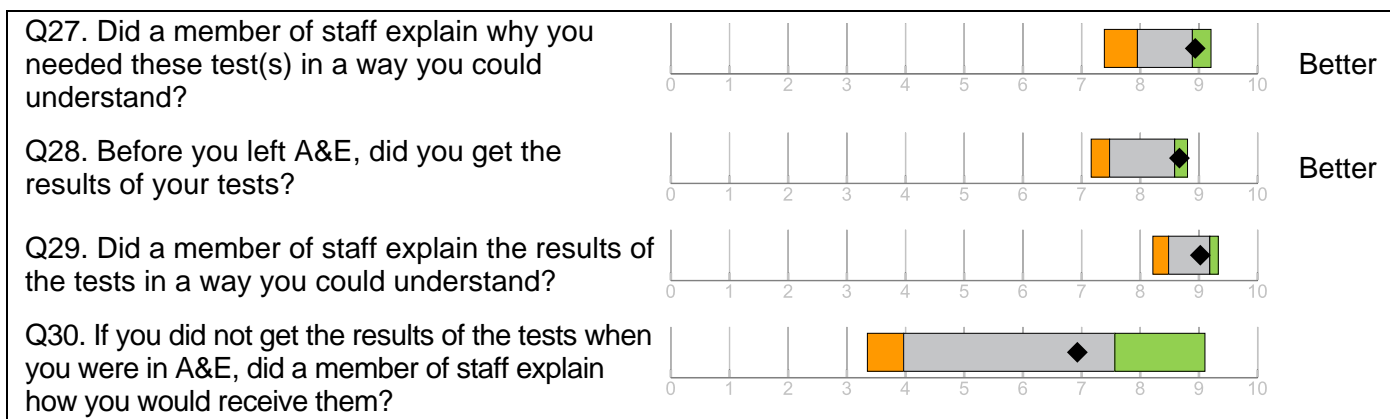 Q27. Did a member of staff explain why you
needed these test(s) in a way you could
understand?
0 1 2 3 4 5 6 7 8 9 10
Better
Q28. Before you left A&E, did you get the
results of your tests?
0 1 2 3 4 5 6 7 8 9 10
Better
Q29. Did a member of staff explain the results of
the tests in a way you could understand?
0 1 2 3 4 5 6 7 8 9 10
Q30. If you did not get the results of the tests when
you were in A&E, did a member of staff explain
how you would receive them?
0 1 2 3 4 5 6 7 8 9 10